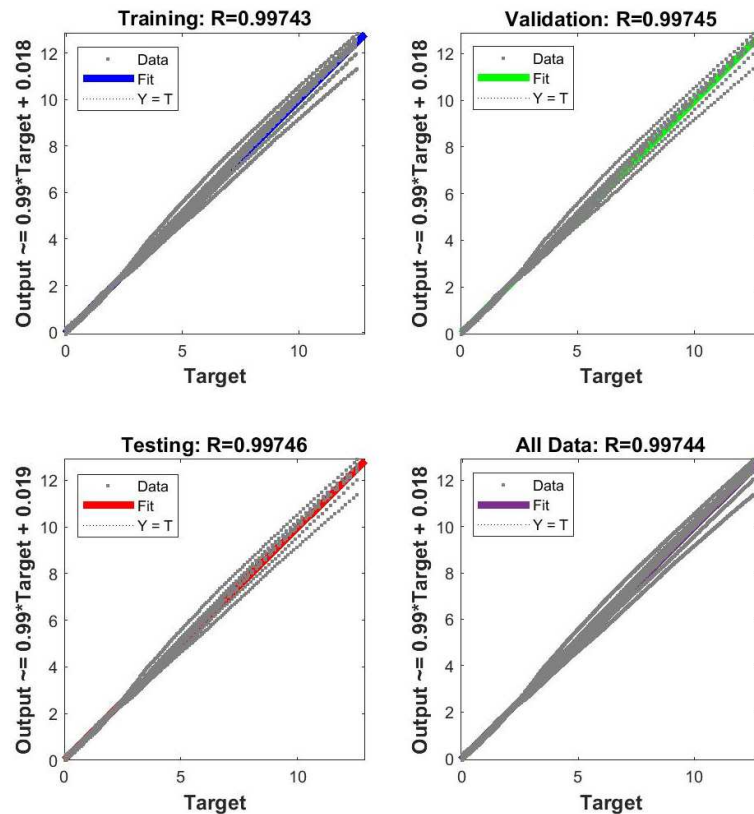 Training: R=0.99743
Output ~= 0.99*Target + 0.018
12
10
8
6
4
2
0
Data
Fit
Y = T
0 5 10
Target
Validation: R=0.99745
Output ~= 0.99*Target + 0.018
12
10
8
6
4
2
0
Data
Fit
Y = T
0 5 10
Target
Testing: R=0.99746
Output ~= 0.99*Target + 0.019
12
10
8
6
4
2
0
Data
Fit
Y = T
0 5 10
Target
All Data: R=0.99744
Output ~= 0.99*Target + 0.018
12
10
8
6
4
2
0
Data
Fit
Y = T
0 5 10
Target